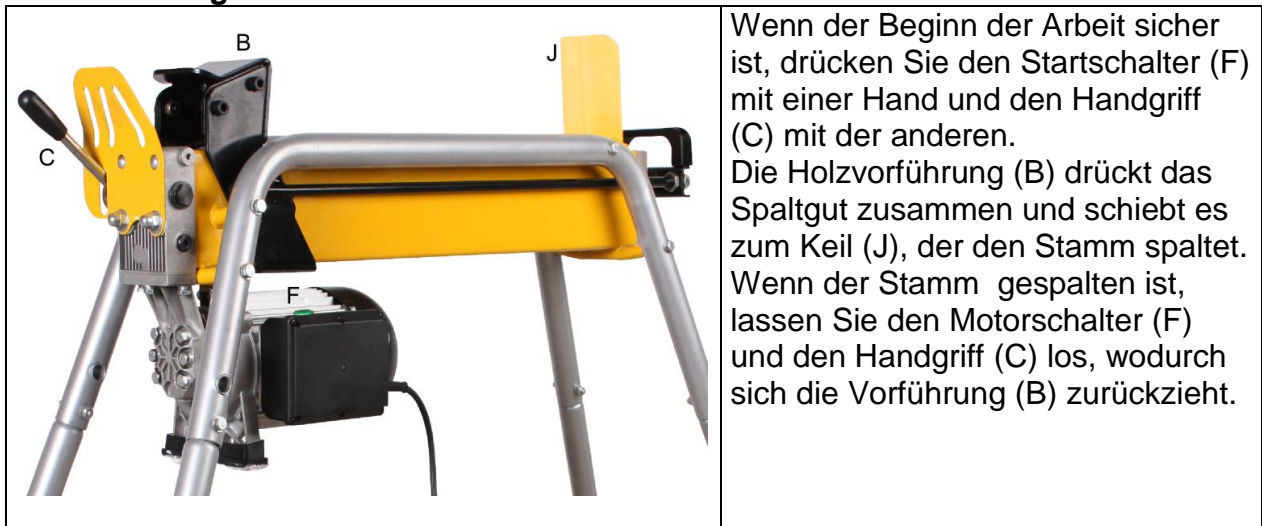 B
J
C
F
Wenn der Beginn der Arbeit sicher
ist, drücken Sie den Startschalter (F)
mit einer Hand und den Handgriff
(C) mit der anderen.
Die Holzvorführung (B) drückt das
Spaltgut zusammen und schiebt es
zum Keil (J), der den Stamm spaltet.
Wenn der Stamm  gespalten ist,
lassen Sie den Motorschalter (F)
und den Handgriff (C) los, wodurch
sich die Vorführung (B) zurückzieht.